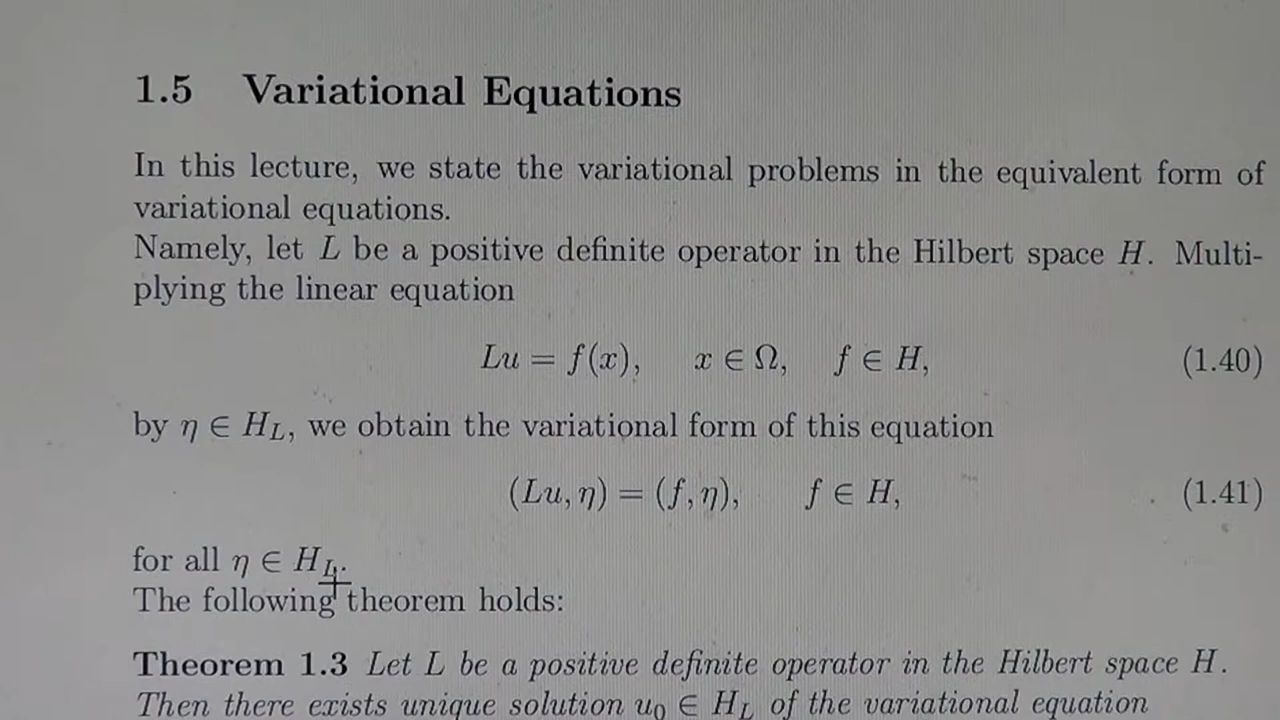 1.5 Variational Equations
In this lecture, we state the variational problems in the equivalent form of
variational equations.
Namely, let L be a positive definite operator in the Hilbert space H. Multi-
plying the linear equation
Lu = f(x), x ∈ Ω, f ∈ H, (1.40)
by η ∈ H_L, we obtain the variational form of this equation
(Lu, η) = (f, η), f ∈ H, (1.41)
for all η ∈ H_L.
The following theorem holds:
Theorem 1.3 Let L be a positive definite operator in the Hilbert space H.
Then there exists unique solution u_0 ∈ H_L of the variational equation